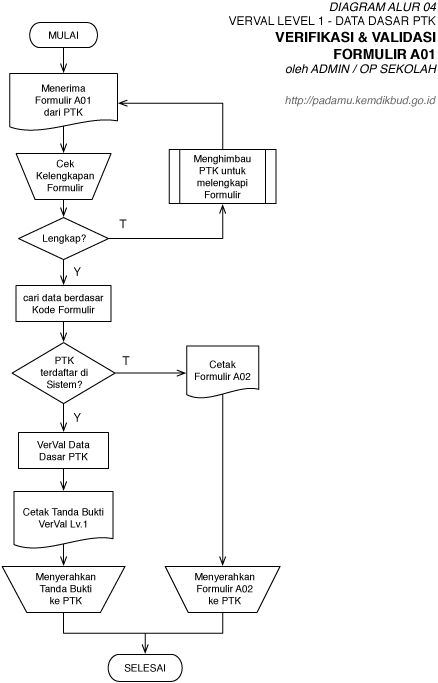 DIAGRAM ALUR 04
VERVAL LEVEL 1 - DATA DASAR PTK
VERIFIKASI & VALIDASI
FORMULIR A01
oleh ADMIN / OP SEKOLAH
http://padamu.kemdikbud.go.id
MULAI
Menerima
Formulir A01
dari PTK
Cek
Kelengkapan
Formulir
Menghimbau
PTK untuk
melengkapi
Formulir
Lengkap?
T
Y
cari data berdasar
Kode Formulir
PTK
terdaftar di
Sistem?
T
Cetak
Formulir A02
Y
VerVal Data
Dasar PTK
Cetak Tanda Bukti
VerVal Lv.1
Menyerahkan
Tanda Bukti
ke PTK
Menyerahkan
Formulir A02
ke PTK
SELESAI